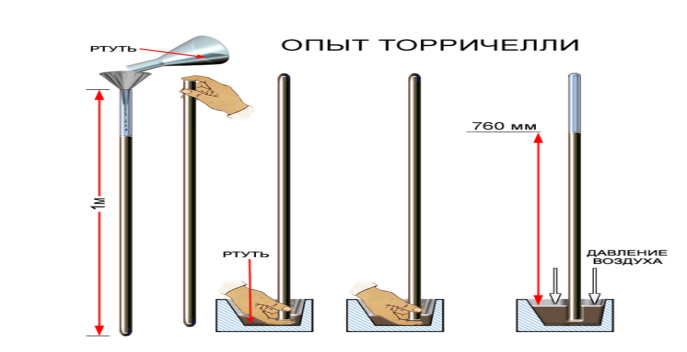 ОПЫТ ТОРРИЧЕЛЛИ
РТУТЬ
1м
РТУТЬ
760 мм
ДАВЛЕНИЕ
ВОЗДУХА